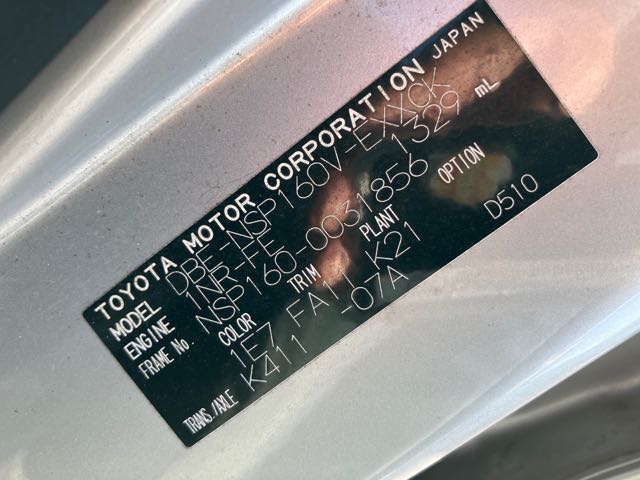 TOYOTA MOTOR CORPORATION JAPAN
MODEL DBE-NSP160V-EXXCK
ENGINE 1NR-FE 1329 mL
FRAME No. NSP160-0031856
COLOR TRIM PLANT OPTION
1E7 FA11 K21
TRANS./AXLE K411 -07A D510